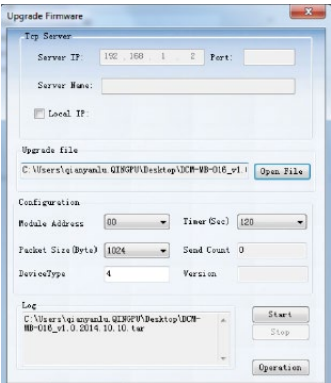 Upgrade Firmware
Tcp Server
Server IP: 192 . 168 . 1 . 2 Port:
Server Name:
Local IP:
Upgrade file
C:\Users\qianyanlu.QINGPU\Desktop\DCM-MB-016_v1.( Open File
Configuration
Module Address 00 Timer(Sec) 120
Packet Size(Byte) 1024 Send Count 0
DeviceType 4 Version
Log
C:\Users\qianyanlu.QINGPU\Desktop\DCM-
MB-016_v1.0.2014.10.10.tar
Start
Stop
Operation